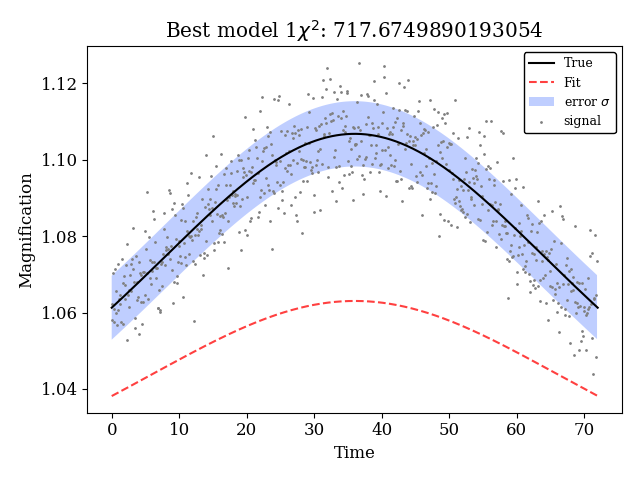 Best model 1χ²: 717.6749890193054
True
Fit
error σ
signal
Magnification
1.12
1.10
1.08
1.06
1.04
0 10 20 30 40 50 60 70
Time